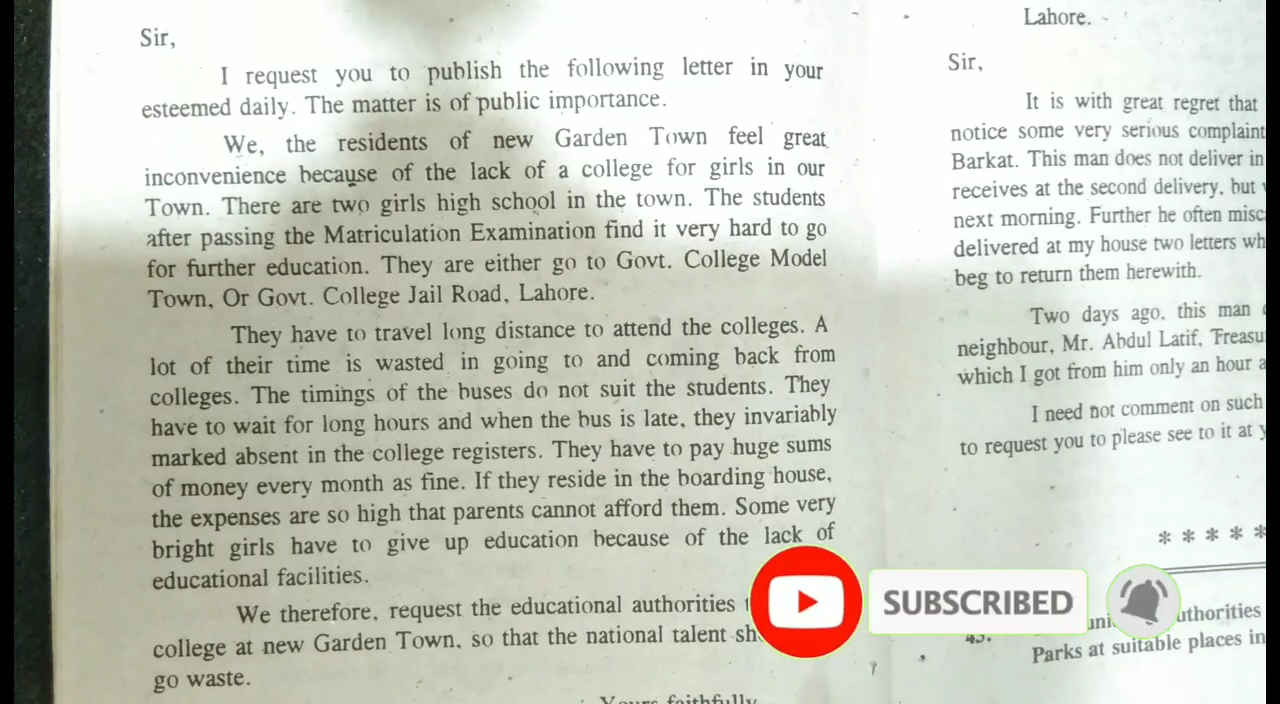 Sir,
I request you to publish the following letter in your
esteemed daily. The matter is of public importance.
We, the residents of new Garden Town feel great
inconvenience because of the lack of a college for girls in our
Town. There are two girls high school in the town. The students
after passing the Matriculation Examination find it very hard to go
for further education. They are either go to Govt. College Model
Town, Or Govt. College Jail Road, Lahore.
They have to travel long distance to attend the colleges. A
lot of their time is wasted in going to and coming back from
colleges. The timings of the buses do not suit the students. They
have to wait for long hours and when the bus is late, they invariably
marked absent in the college registers. They have to pay huge sums
of money every month as fine. If they reside in the boarding house,
the expenses are so high that parents cannot afford them. Some very
bright girls have to give up education because of the lack of
educational facilities.
We therefore, request the educational authorities
college at new Garden Town, so that the national talent
go waste.
Yours faithfully
Lahore.
Sir,
It is with great regret that
notice some very serious complaint
Barkat. This man does not deliver in
receives at the second delivery, but
next morning. Further he often
delivered at my house two letters
beg to return them herewith.
Two days ago, this man
neighbour, Mr. Abdul Latif,
which I got from him only an hour
I need not comment on such
to request you to please see to it at
* * * * *
45.
Parks at suitable places in
SUBSCRIBED